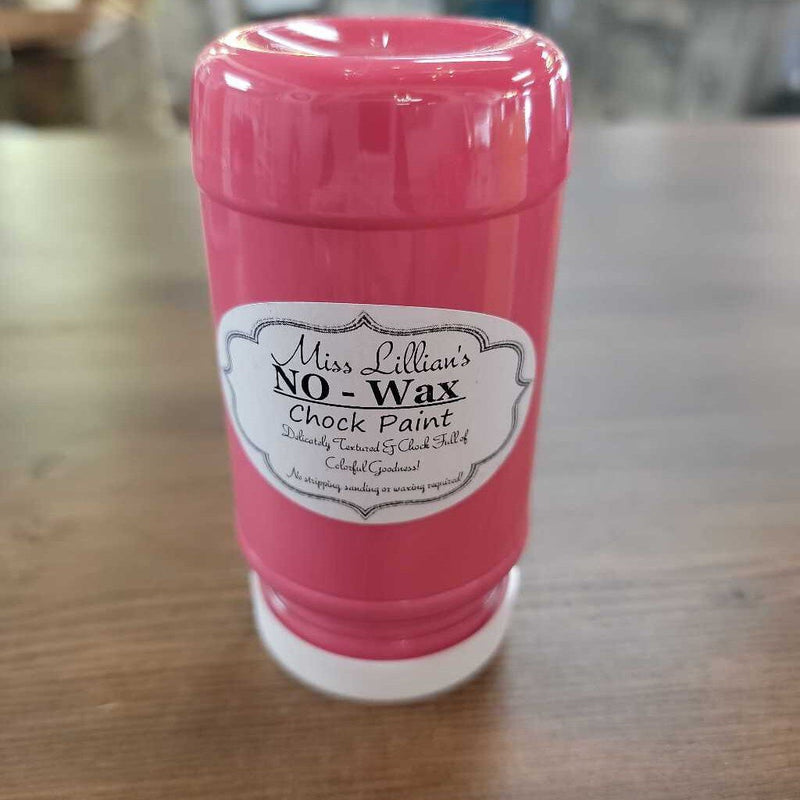 Miss Lillian's
NO - Wax
Chock Paint
Delicately Textured & Chock Full of
Colorful Goodness!
No stripping, sanding or waxing required!